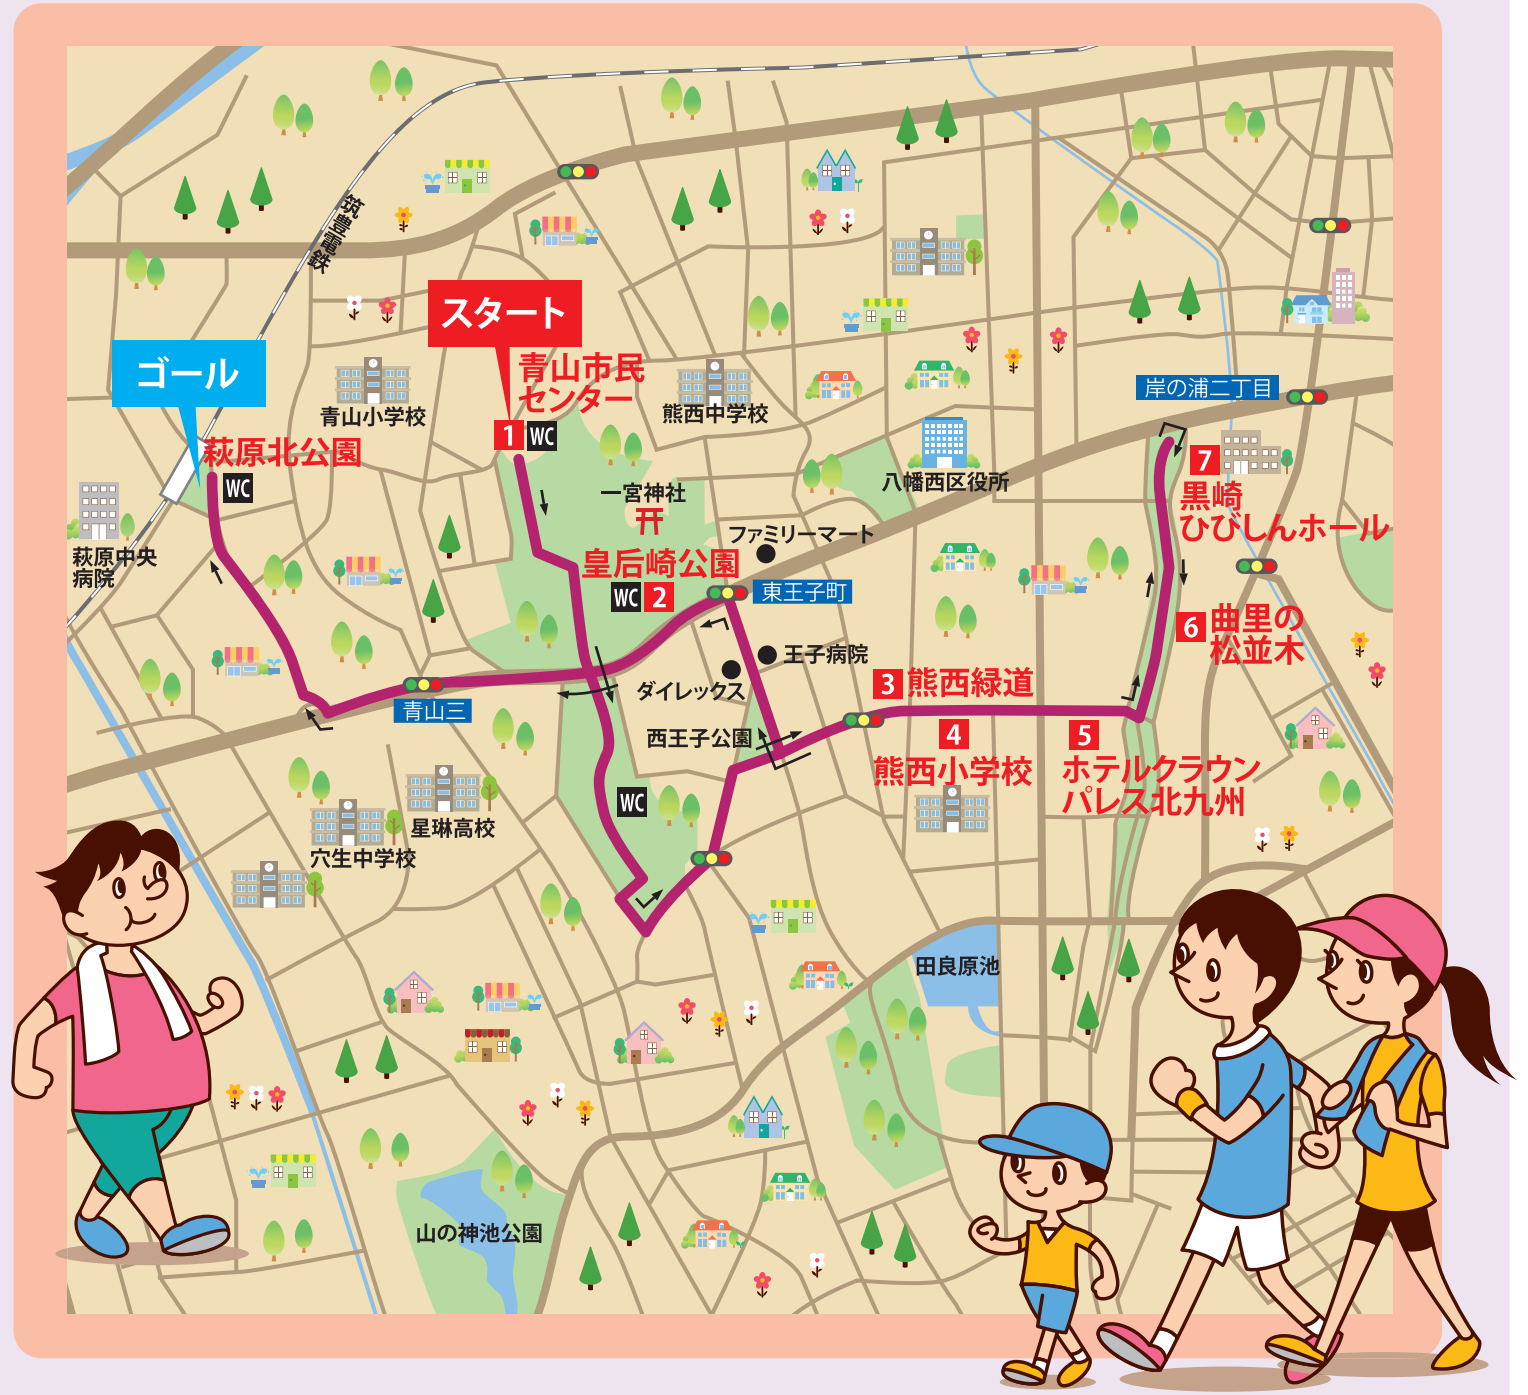 筑豊電鉄
スタート
ゴール
青山市民
センター
1
WC
青山小学校
熊西中学校
岸の浦二丁目
萩原北公園
WC
八幡西区役所
7
黒崎
ひびしんホール
萩原中央
病院
一宮神社
ファミリーマート
皇后崎公園
WC
2
東王子町
6
曲里の
松並木
王子病院
ダイレックス
3
熊西緑道
青山三
西王子公園
4
熊西小学校
5
ホテルクラウン
パレス北九州
WC
星琳高校
穴生中学校
田良原池
山の神池公園